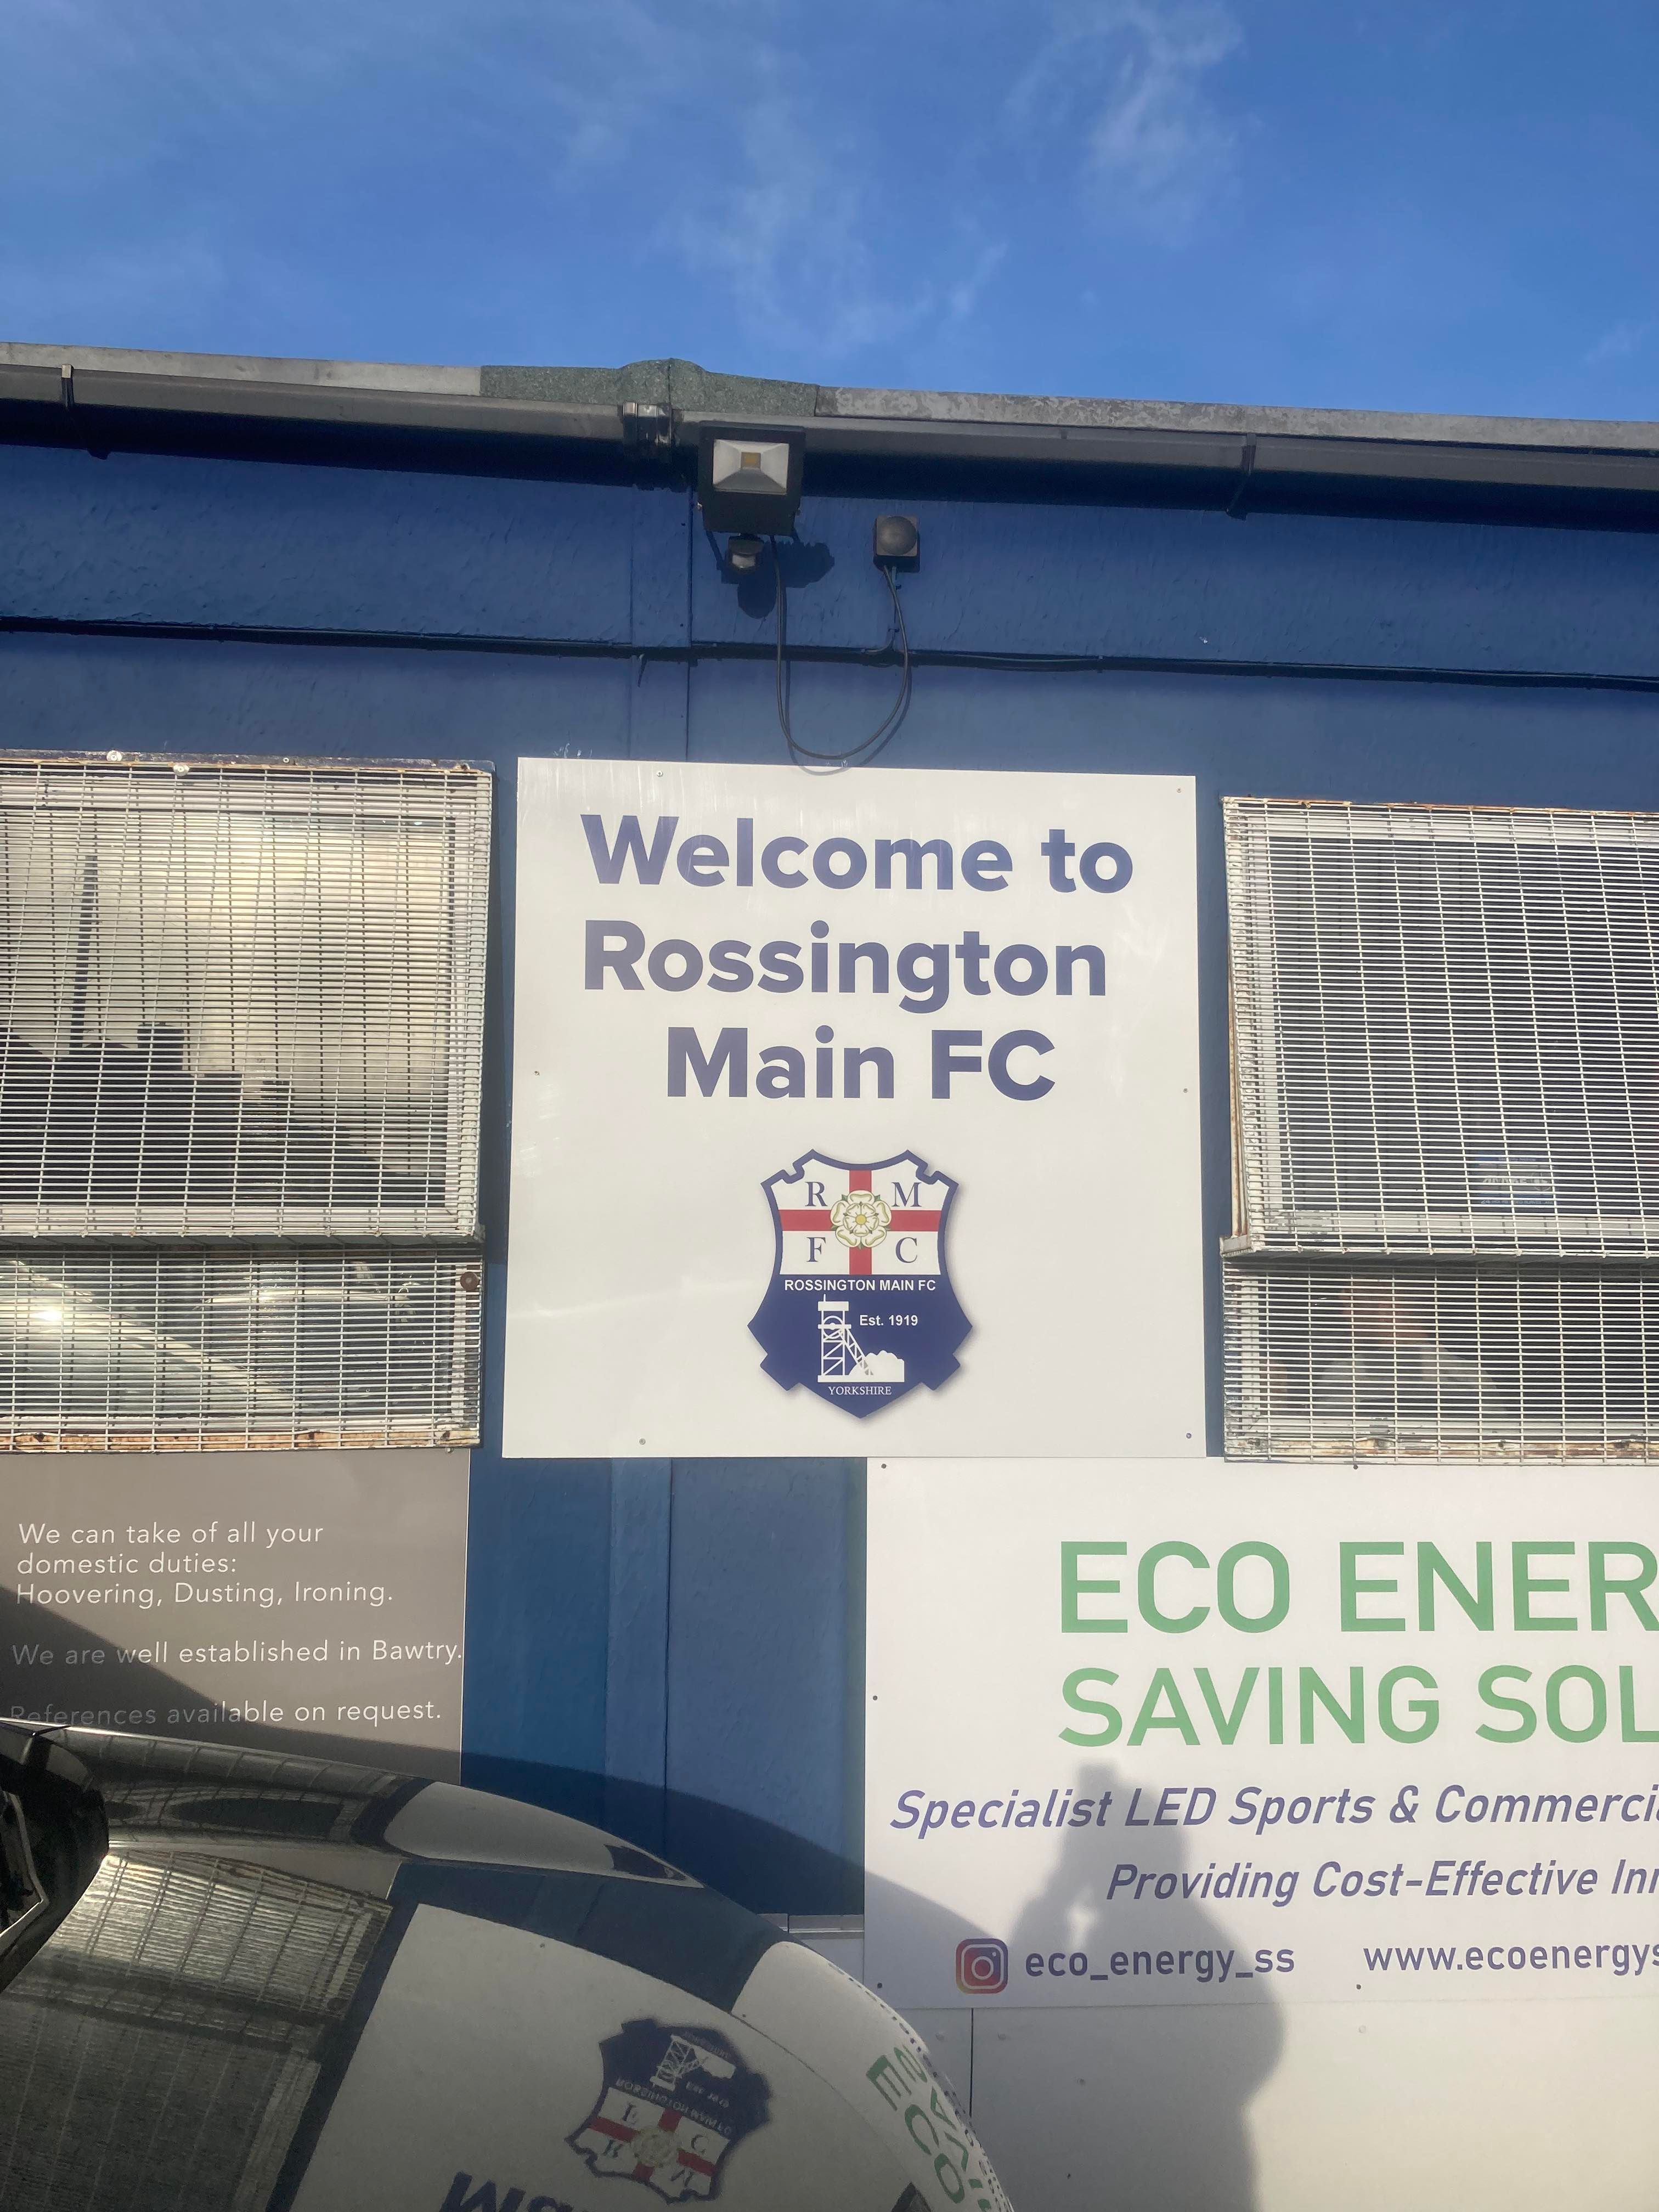 Welcome to
Rossington
Main FC
R M
F C
ROSSINGTON MAIN FC
Est. 1919
YORKSHIRE
We can take of all your
domestic duties:
Hoovering, Dusting, Ironing.
We are well established in Bawtry.
References available on request.
ECO ENER
SAVING SOL
Specialist LED Sports & Commerci
Providing Cost-Effective In
eco_energy_ss www.ecoenergys